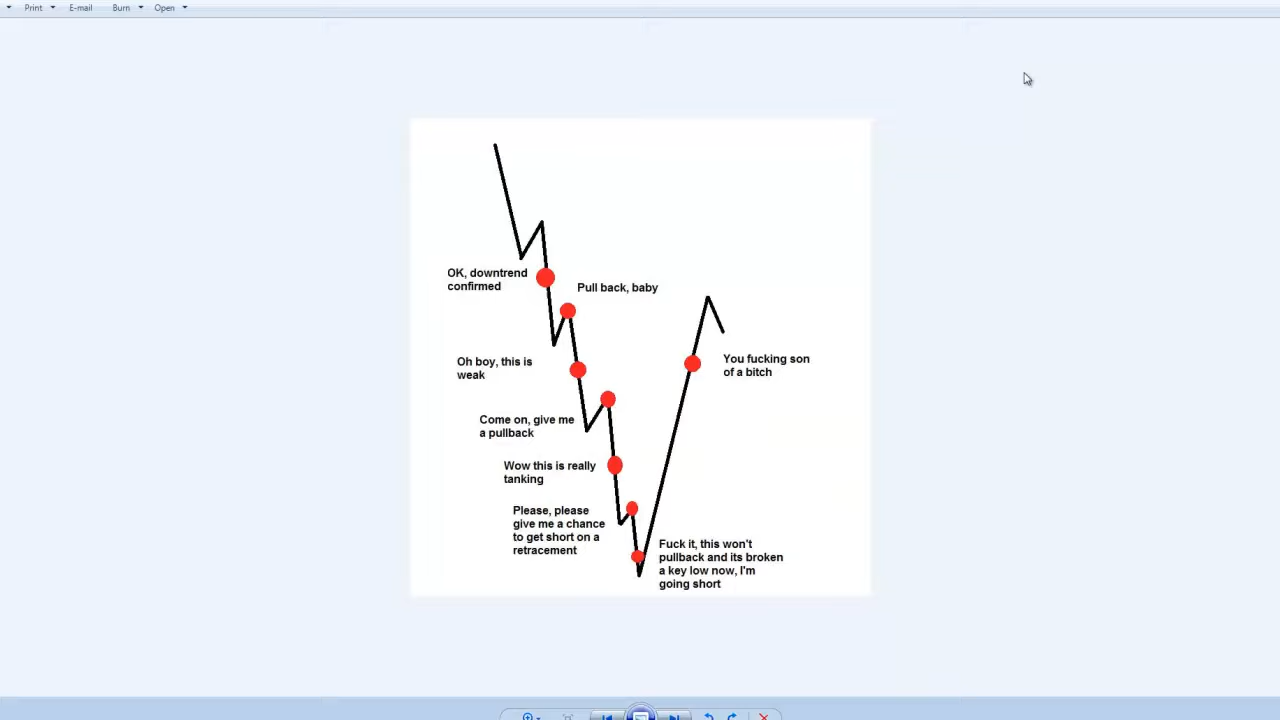 Print
E-mail
Burn
Open
OK, downtrend
confirmed
Pull back, baby
Oh boy, this is
weak
You fucking son
of a bitch
Come on, give me
a pullback
Wow this is really
tanking
Please, please
give me a chance
to get short on a
retracement
Fuck it, this won't
pullback and its broken
a key low now, I'm
going short